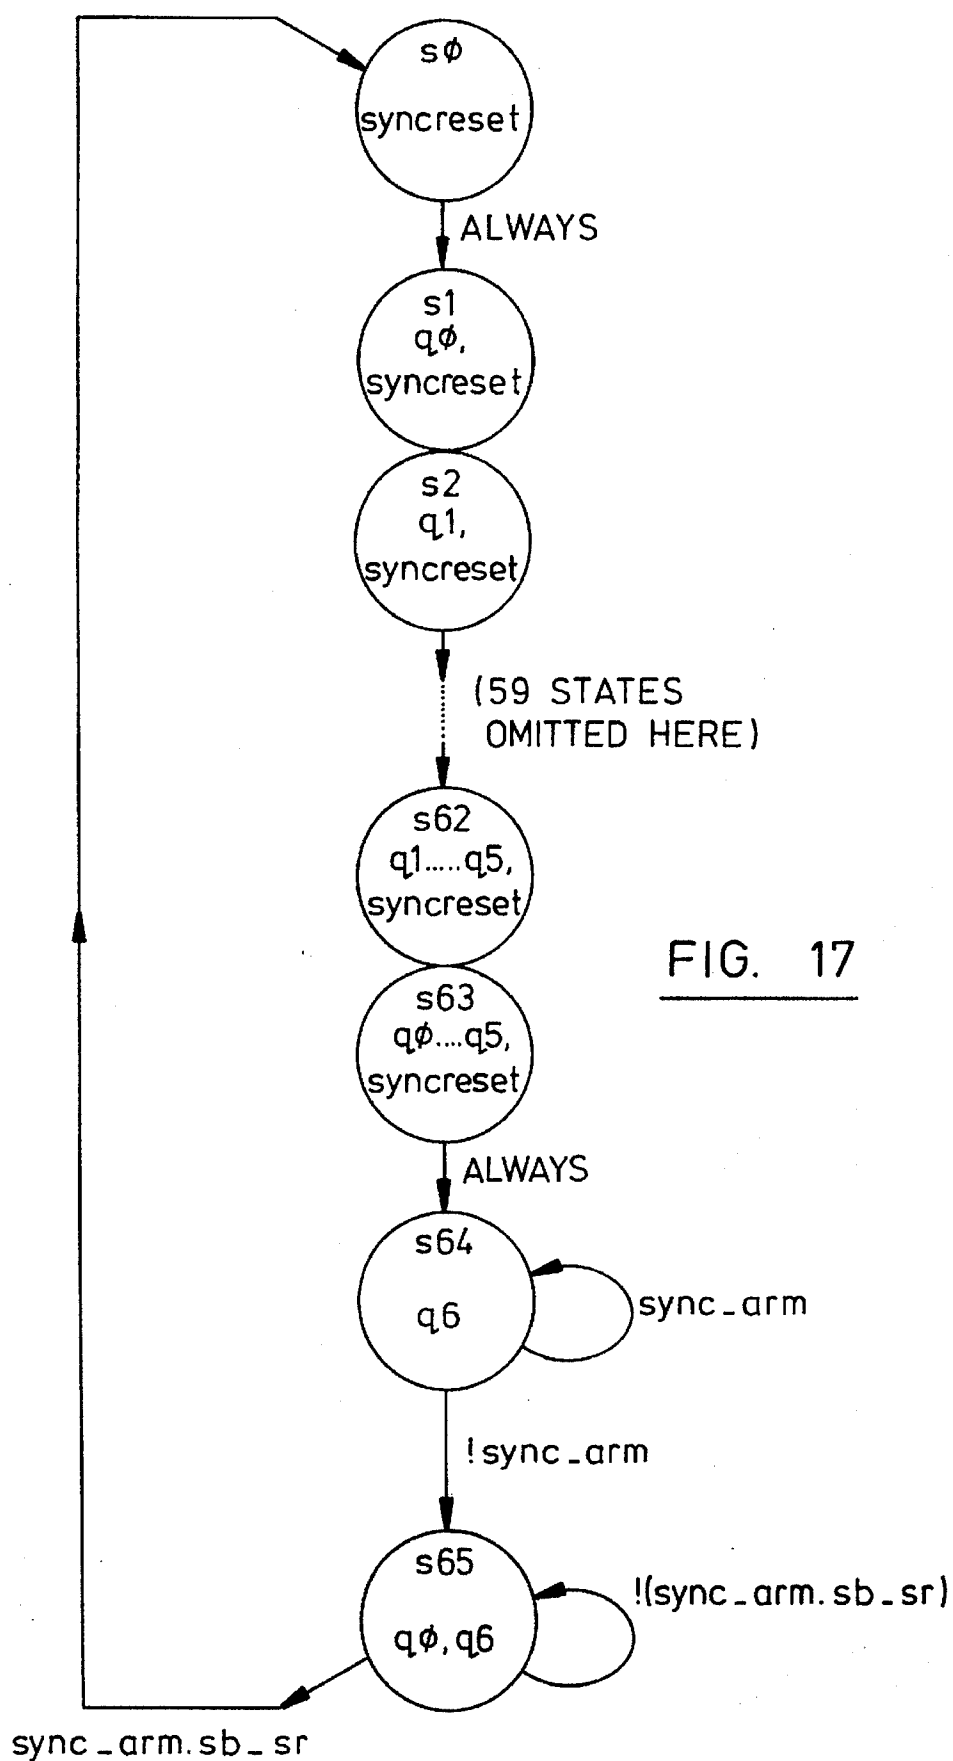 sφ
syncreset
ALWAYS
s1
qφ,
syncreset
s2
q1,
syncreset
(59 STATES
OMITTED HERE)
s62
q1.....q5,
syncreset
FIG. 17
s63
qφ....q5,
syncreset
ALWAYS
s64
q6
sync_arm
!sync_arm
s65
qφ,q6
!(sync_arm.sb_sr)
sync_arm.sb_sr